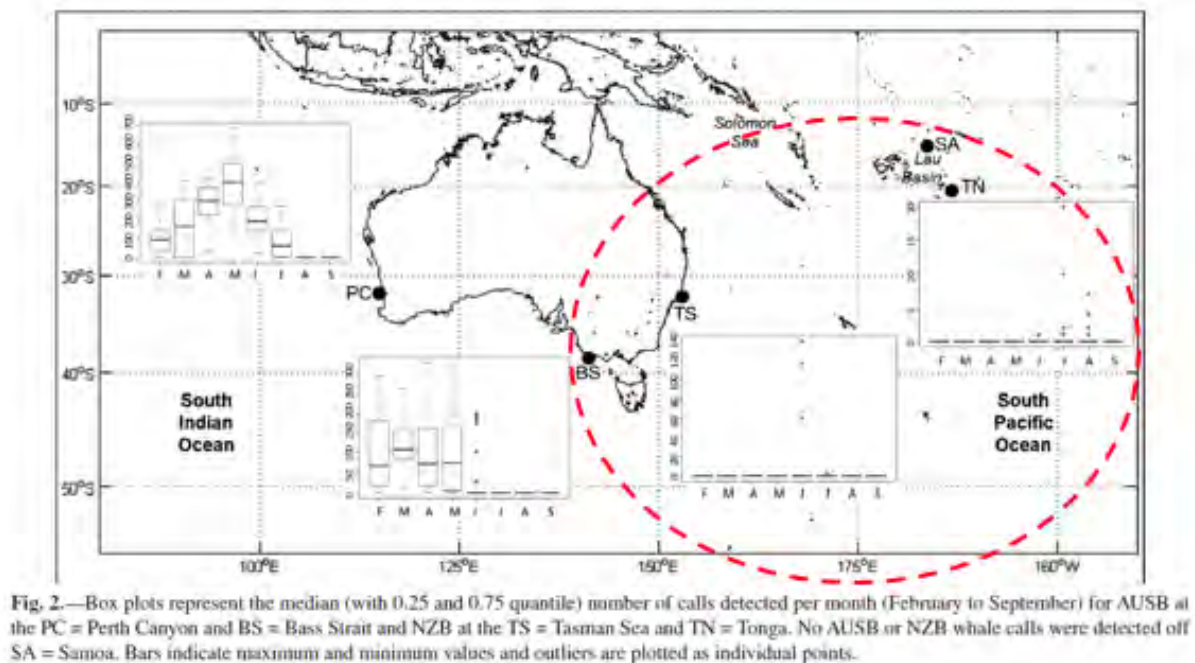 10°S
20°S
30°S
40°S
50°S
100°E
125°E
150°E
175°E
160°W
Solomon
Sea
SA
Lau
Basin
TN
PC
TS
BS
South
Indian
Ocean
South
Pacific
Ocean
F M A M J J A S
F M A M J J A S
F M A M J J A S
F M A M J J A S
Fig. 2.—Box plots represent the median (with 0.25 and 0.75 quantile) number of calls detected per month (February to September) for AUSB at
the PC = Perth Canyon and BS = Bass Strait and NZB at the TS = Tasman Sea and TN = Tonga. No AUSB or NZB whale calls were detected off
SA = Samoa. Bars indicate maximum and minimum values and outliers are plotted as individual points.